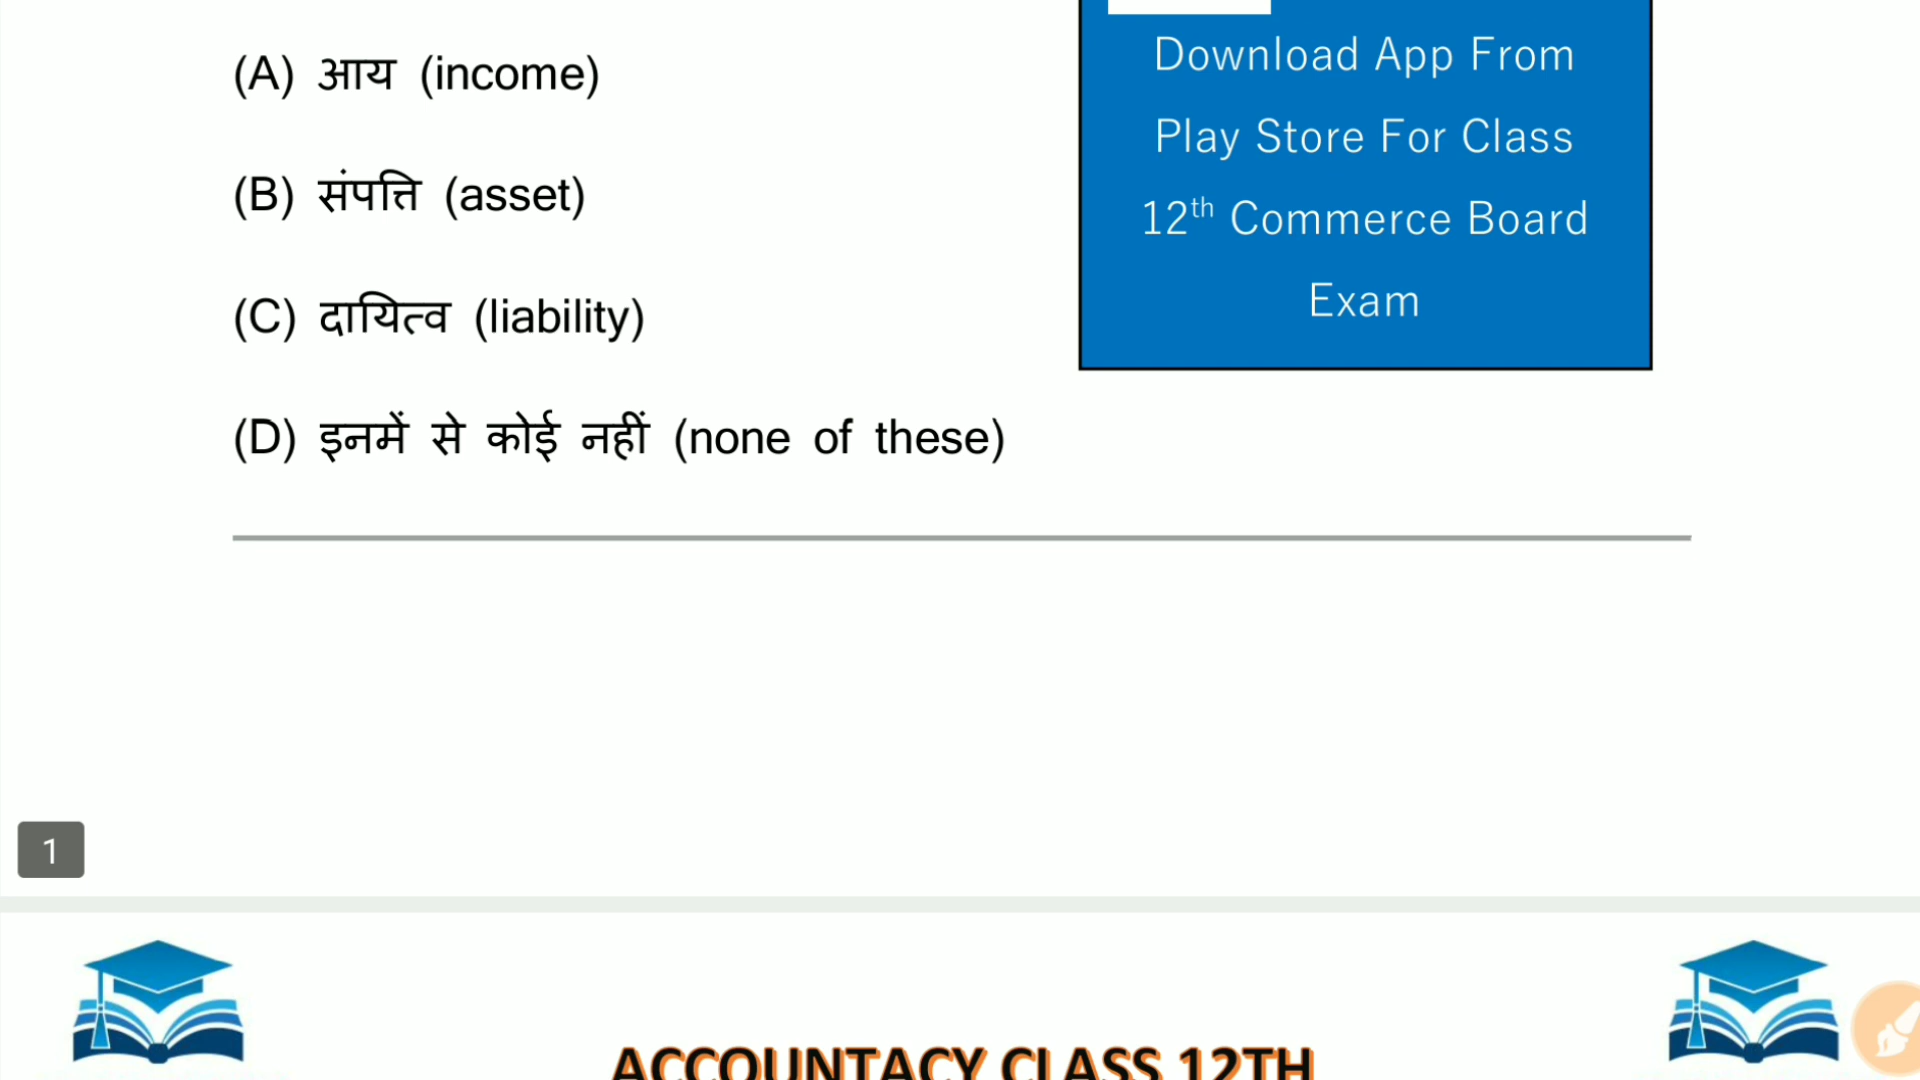 (A) आय (income)
(B) संपत्ति (asset)
(C) दायित्व (liability)
(D) इनमें से कोई नहीं (none of these)
Download App From
Play Store For Class
12th Commerce Board
Exam
1
ACCOUNTACY CLASS 12TH